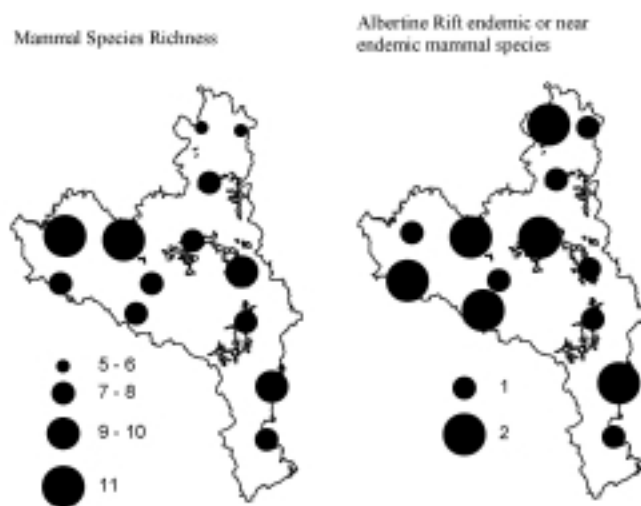 Mammal Species Richness
Albertine Rift endemic or near
endemic mammal species
5 - 6
7 - 8
9 - 10
11
1
2